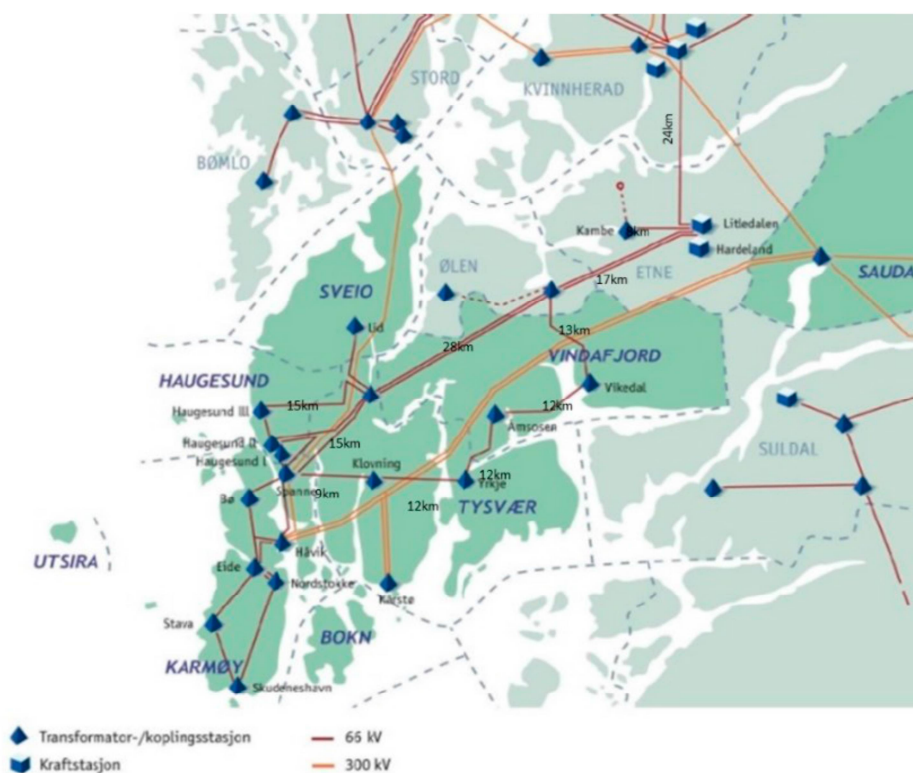 STORD
KVINNHERAD
24km
BØMLO
Kambe
Litledalen
Hardeland
ØLEN
ETNE
SVEIO
SAUDA
17km
Lid
13km
28km
VINDAFJORD
HAUGESUND
Vikedal
Haugesund III
15km
12km
Amsosen
Haugesund II
15km
SULDAL
Haugesund I
Klovning
Spanne
9km
12km
Yrkje
Bø
12km
TYSVÆR
UTSIRA
Håvik
Eide
Nordstokke
Kårstø
Stava
BOKN
KARMØY
Skudeneshavn
Transformator-/koplingsstasjon
66 kV
Kraftstasjon
300 kV